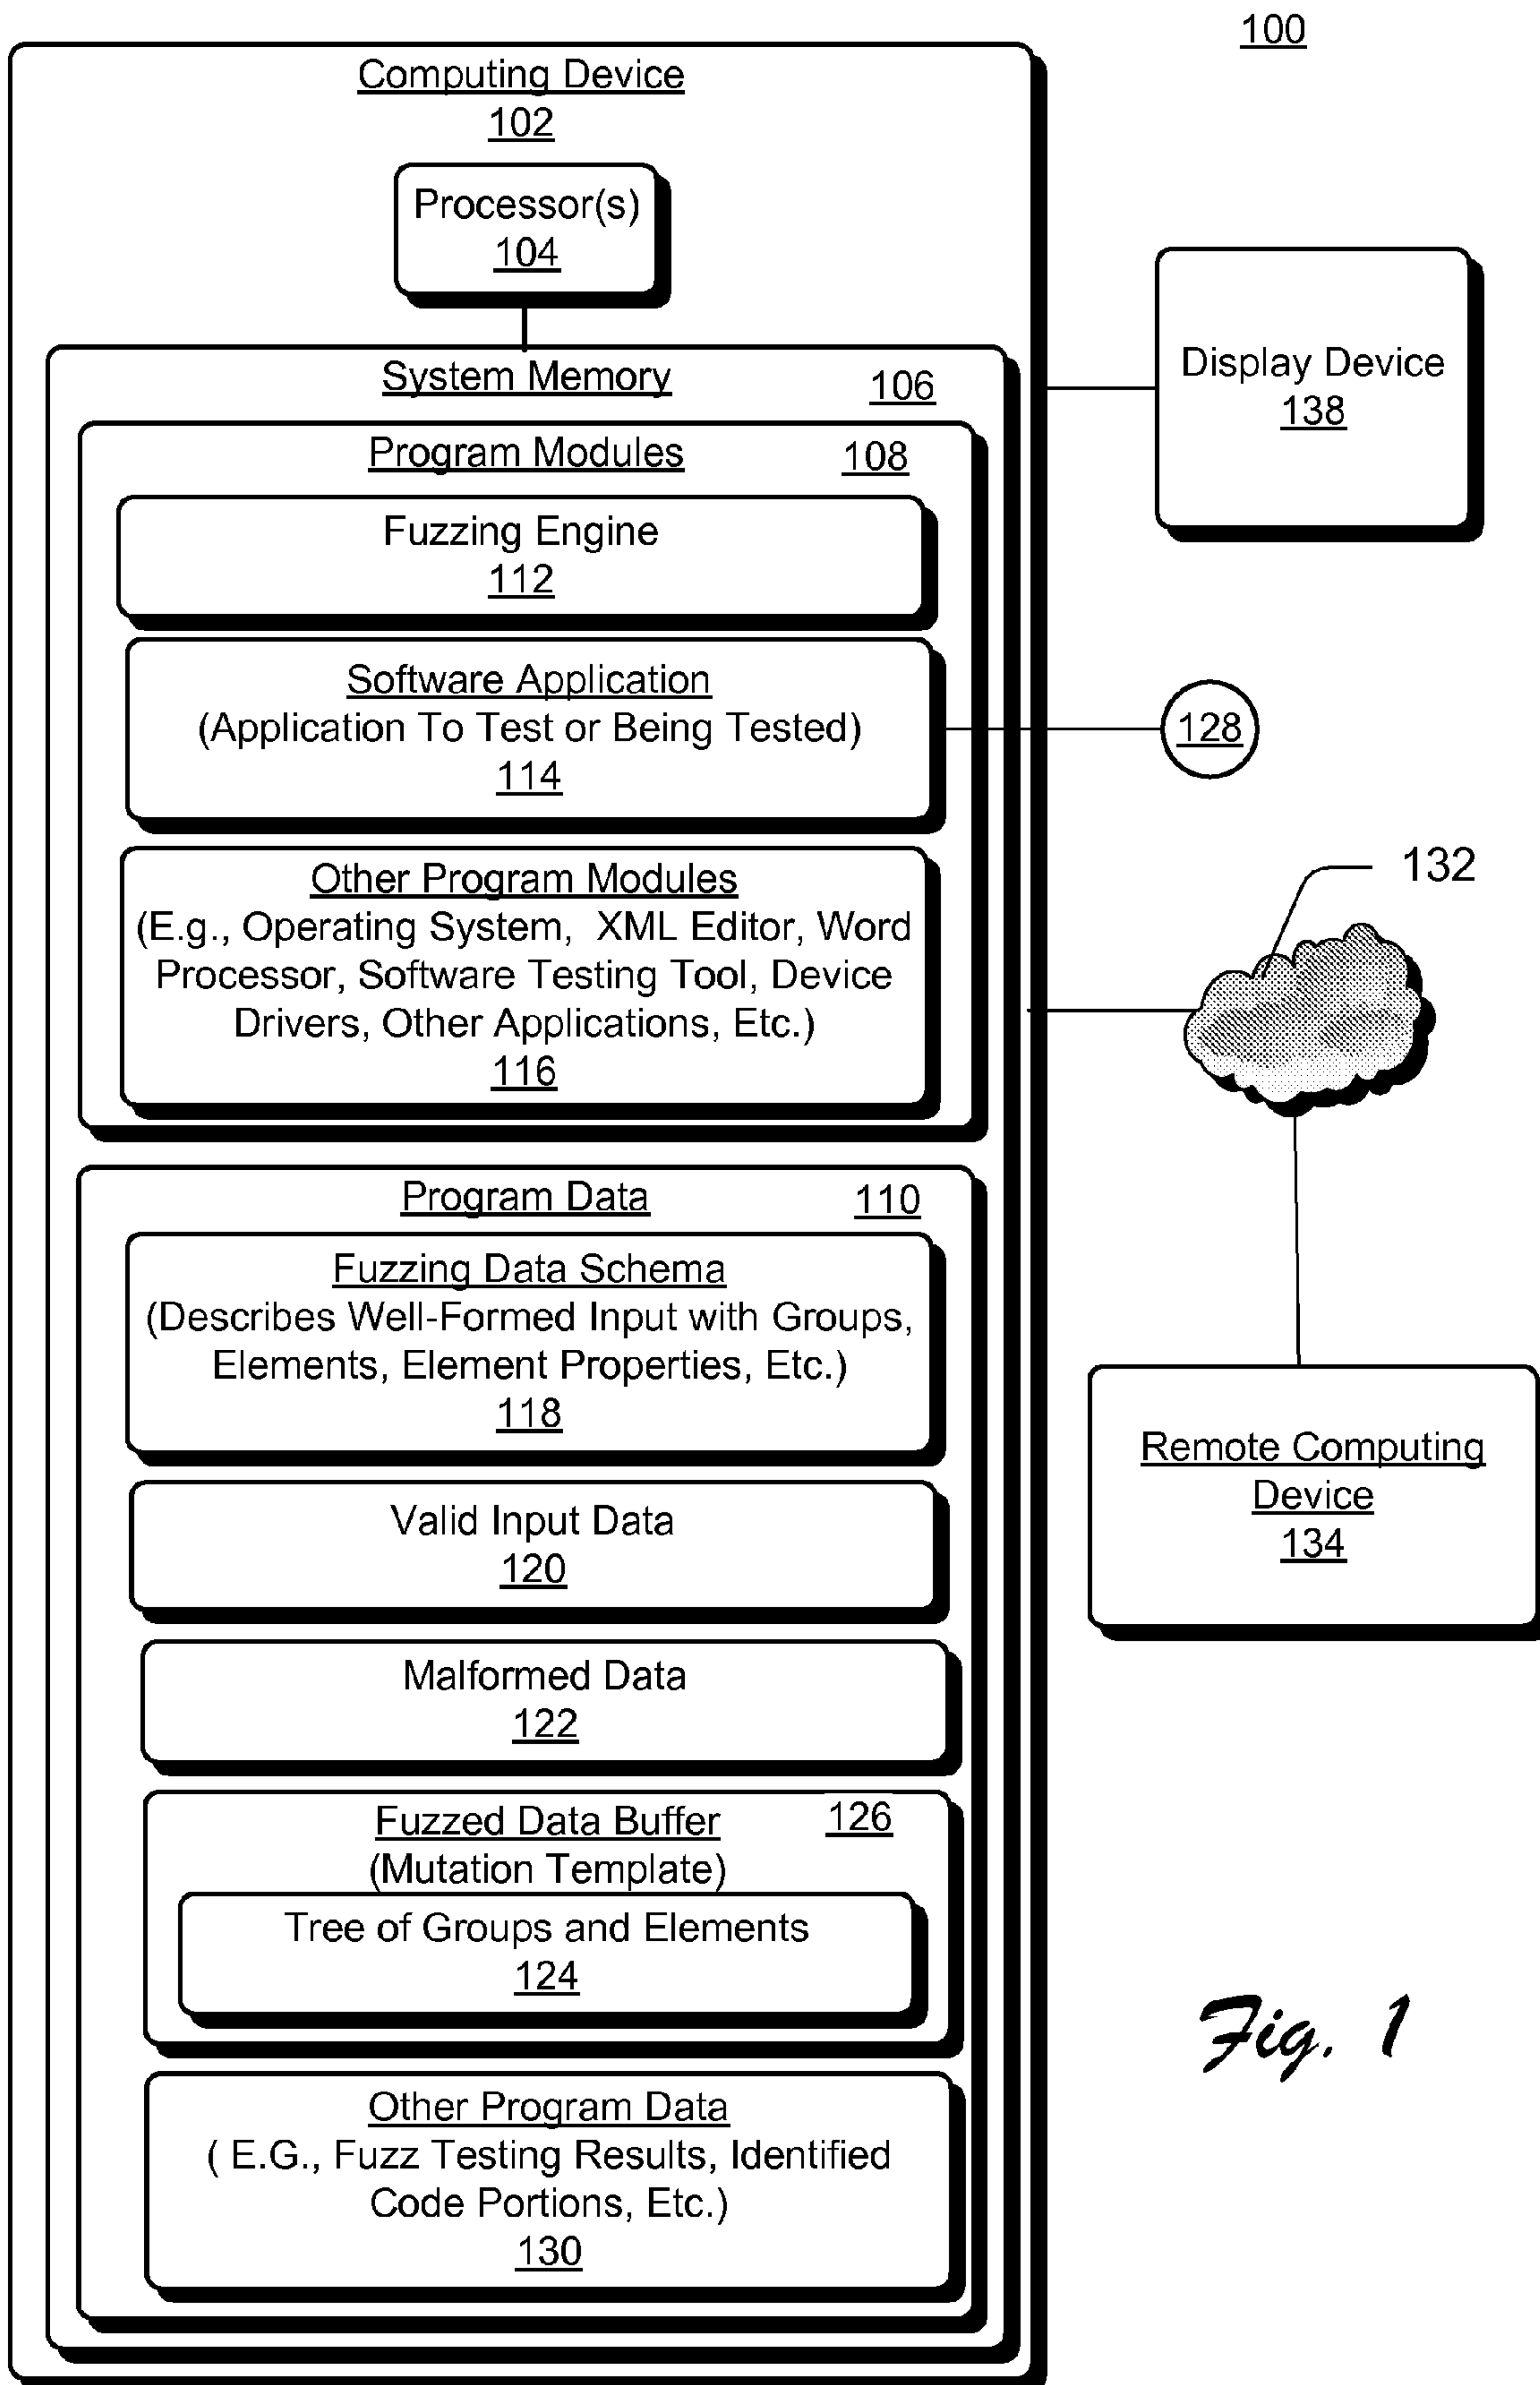 100
Computing Device
102
Processor(s)
104
System Memory 106
Program Modules 108
Fuzzing Engine
112
Software Application
(Application To Test or Being Tested)
114
Other Program Modules
(E.g., Operating System, XML Editor, Word
Processor, Software Testing Tool, Device
Drivers, Other Applications, Etc.)
116
Program Data 110
Fuzzing Data Schema
(Describes Well-Formed Input with Groups,
Elements, Element Properties, Etc.)
118
Valid Input Data
120
Malformed Data
122
Fuzzed Data Buffer 126
(Mutation Template)
Tree of Groups and Elements
124
Other Program Data
( E.G., Fuzz Testing Results, Identified
Code Portions, Etc.)
130
Display Device
138
128
132
Remote Computing
Device
134
Fig. 1